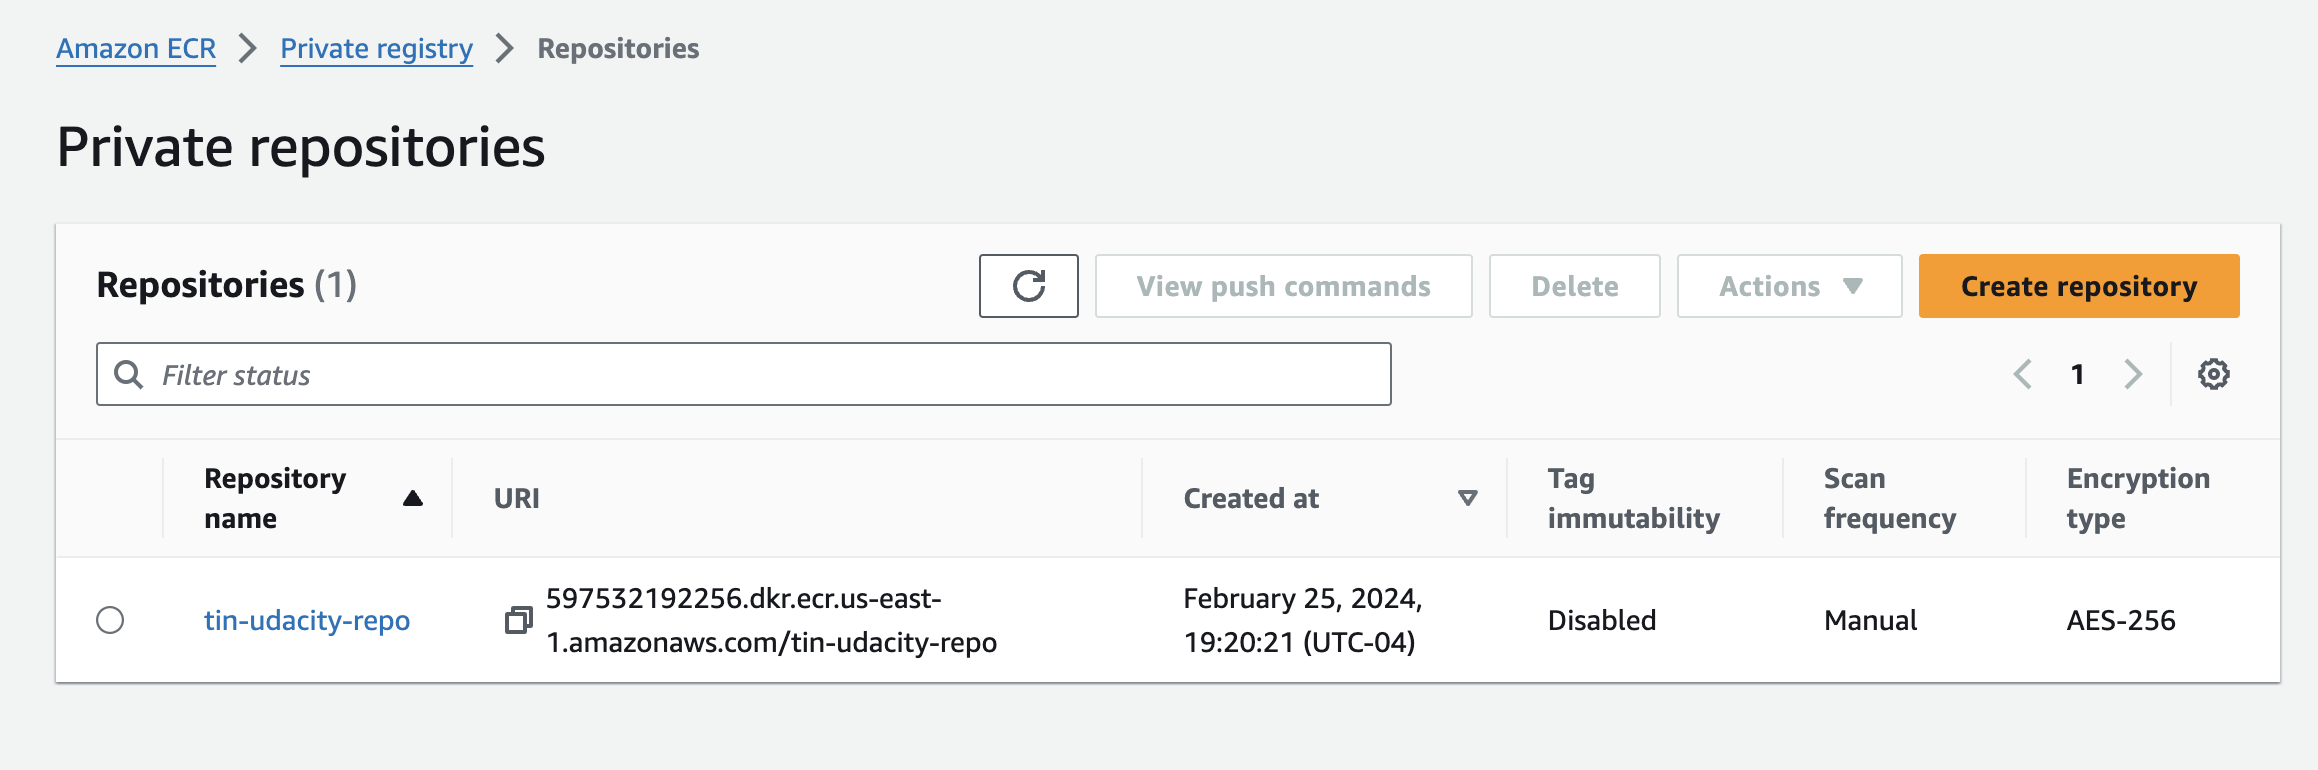 Amazon ECR > Private registry > Repositories
Private repositories
Repositories (1)
View push commands
Delete
Actions
Create repository
Filter status
1
Repository
name
URI
Created at
Tag
immutability
Scan
frequency
Encryption
type
tin-udacity-repo
597532192256.dkr.ecr.us-east-
1.amazonaws.com/tin-udacity-repo
February 25, 2024,
19:20:21 (UTC-04)
Disabled
Manual
AES-256